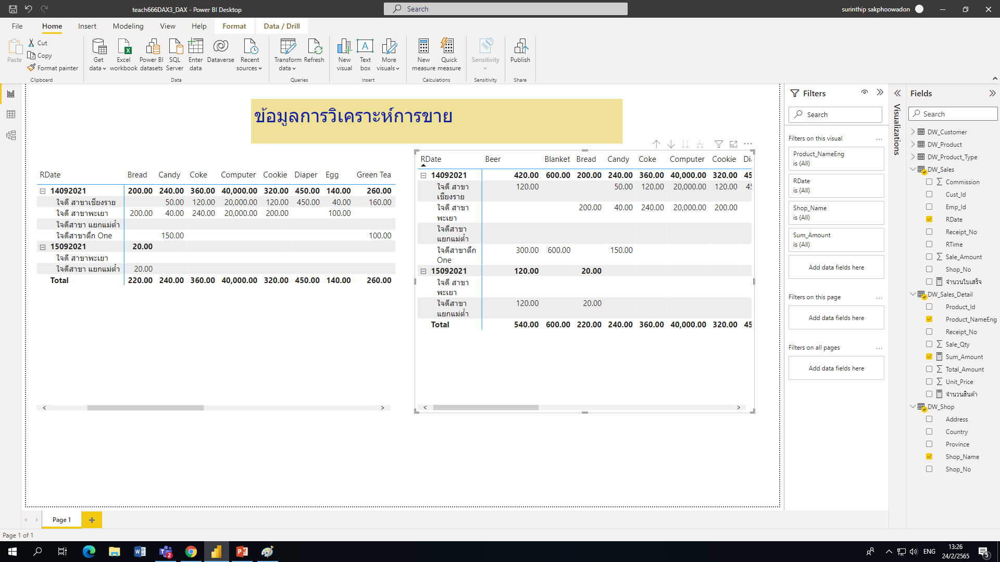 teach666DAX3_DAX - Power BI Desktop
Search
surinthip sakphoowadon
File Home Insert Modeling View Help Format Data / Drill
Paste
Cut
Copy
Format painter
Get data
Excel workbook
Power BI datasets
SQL Server
Enter data
Dataverse
Recent sources
Transform data
Refresh
New visual
Text box
More visuals
New measure
Quick measure
Sensitivity
Publish
Clipboard Data Queries Insert Calculations Sensitivity Share
ข้อมูลการวิเคราะห์การขาย
RDate Bread Candy Coke Computer Cookie Diaper Egg Green Tea
14092021 200.00 240.00 360.00 40,000.00 320.00 450.00 140.00 260.00
ใจดี สาขาเชียงราย 50.00 120.00 20,000.00 120.00 450.00 40.00 160.00
ใจดี สาขาพะเยา 200.00 40.00 240.00 20,000.00 200.00 100.00
ใจดีสาขา แยกแม่ต๋ำ
ใจดีสาขาตึก One 150.00 100.00
15092021 20.00
ใจดี สาขาพะเยา
ใจดีสาขา แยกแม่ต๋ำ 20.00
Total 220.00 240.00 360.00 40,000.00 320.00 450.00 140.00 260.00
RDate Beer Blanket Bread Candy Coke Computer Cookie Di
14092021 420.00 600.00 200.00 240.00 360.00 40,000.00 320.00 45
ใจดี สาขา 120.00 50.00 120.00 20,000.00 120.00 45
เชียงราย
ใจดี สาขา 200.00 40.00 240.00 20,000.00 200.00
พะเยา
ใจดีสาขา
แยกแม่ต๋ำ
ใจดีสาขาตึก 300.00 600.00 150.00
One
15092021 120.00 20.00
ใจดี สาขา
พะเยา
ใจดีสาขา 120.00 20.00
แยกแม่ต๋ำ
Total 540.00 600.00 220.00 240.00 360.00 40,000.00 320.00 45
Filters
Search
Filters on this visual
Product_NameEng
is (All)
RDate
is (All)
Shop_Name
is (All)
Sum_Amount
is (All)
Add data fields here
Filters on this page
Add data fields here
Filters on all pages
Add data fields here
Visualizations
Fields
Search
DW_Customer
DW_Product
DW_Product_Type
DW_Sales
Commission
Cust_Id
Emp_Id
RDate
Receipt_No
RTime
Sale_Amount
Shop_No
จำนวนใบเสร็จ
DW_Sales_Detail
Product_Id
Product_NameEng
Receipt_No
Sale_Qty
Sum_Amount
Total_Amount
Unit_Price
จำนวนสินค้า
DW_Shop
Address
Country
Province
Shop_Name
Shop_No
Page 1
Page 1 of 1
2
ENG
13:26
24/2/2565
5